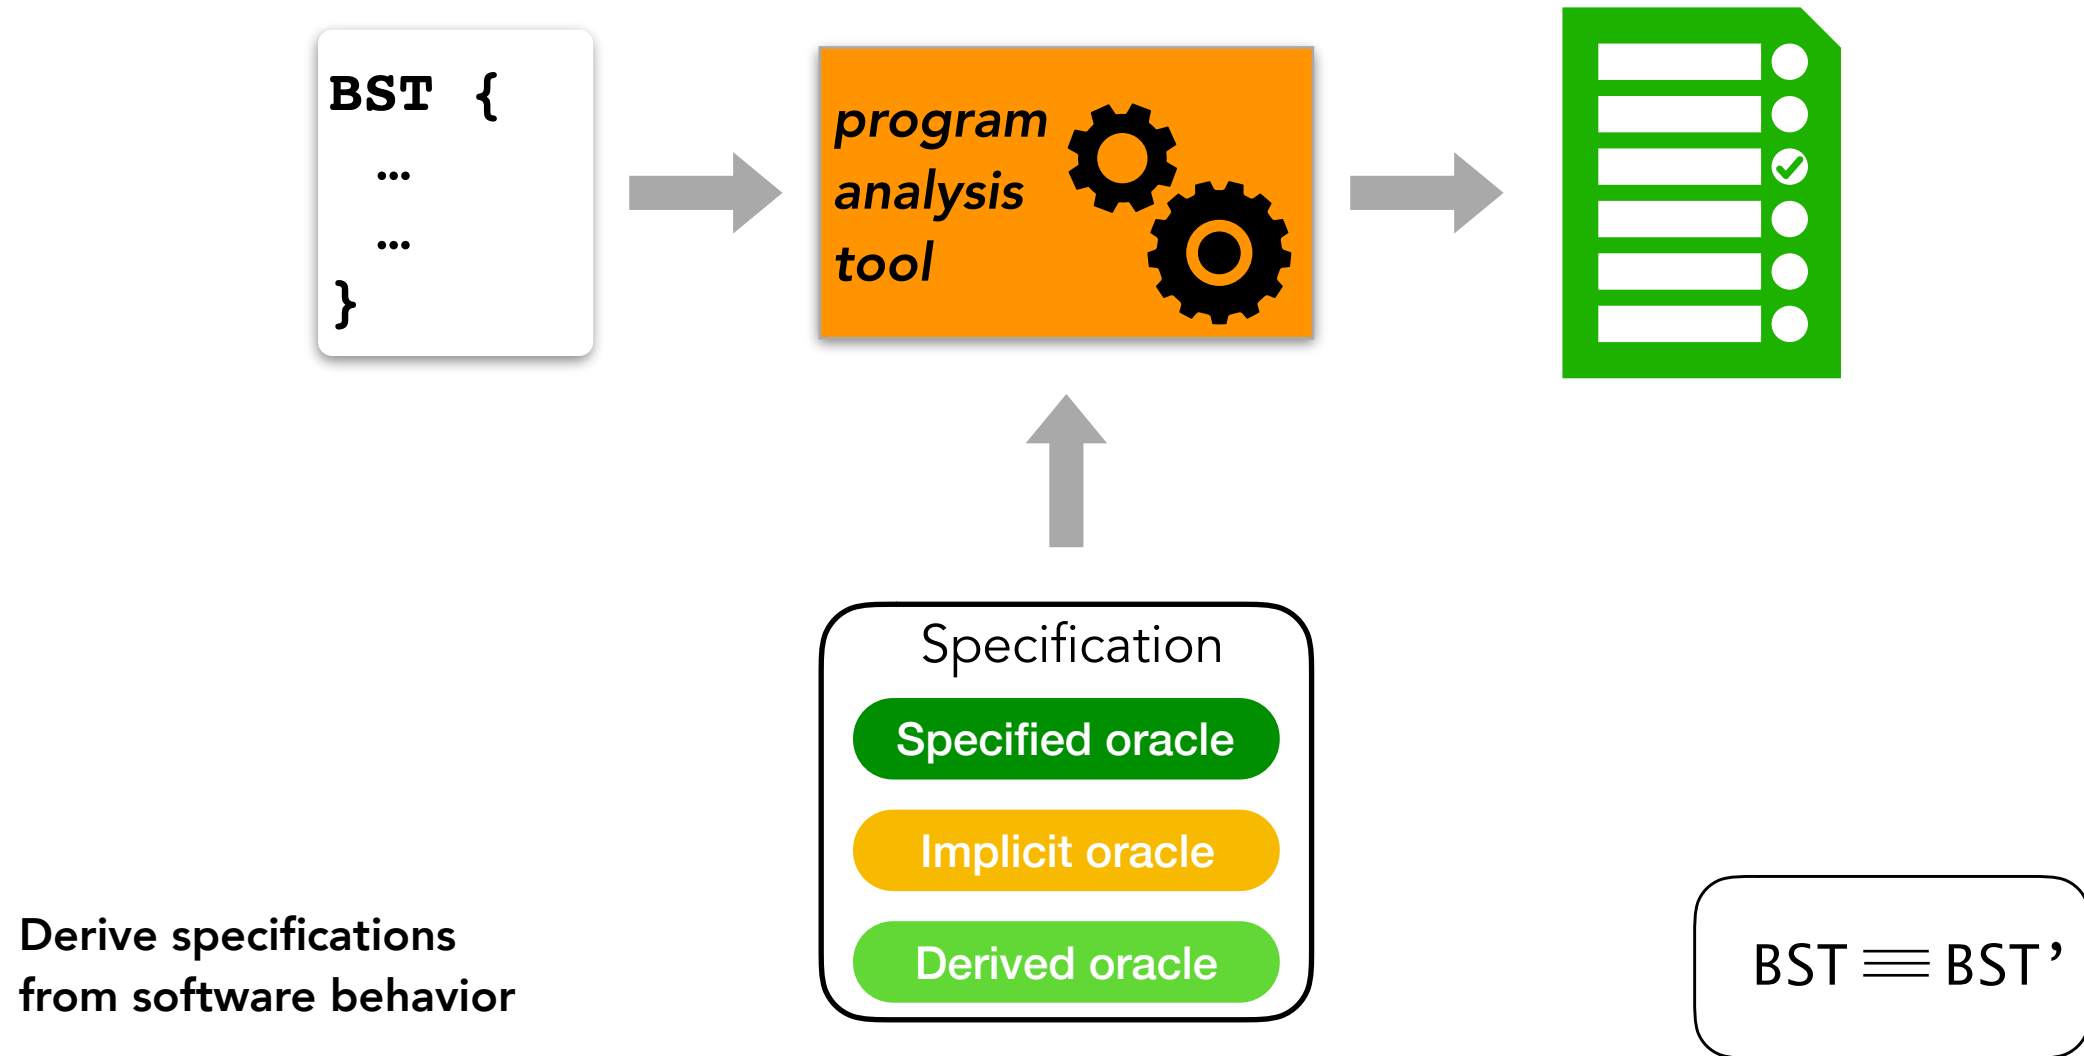 BST {
…
…
}
program
analysis
tool
Specification
Specified oracle
Implicit oracle
Derived oracle
Derive specifications
from software behavior
BST ≡ BST’